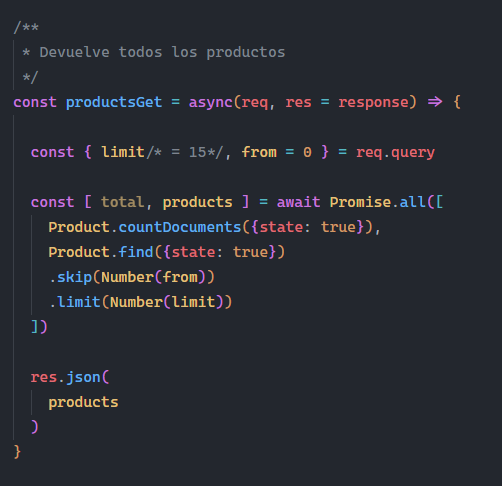 /**
 * Devuelve todos los productos
 */
const productsGet = async(req, res = response) => {
  const { limit/* = 15*/, from = 0 } = req.query
  const [ total, products ] = await Promise.all([
    Product.countDocuments({state: true}),
    Product.find({state: true})
    .skip(Number(from))
    .limit(Number(limit))
  ])
  res.json(
    products
  )
}